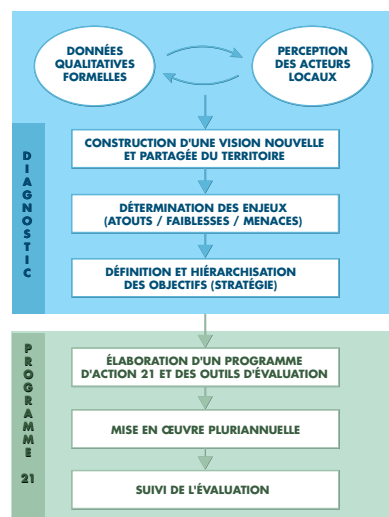 DONNÉES
QUALITATIVES
FORMELLES
PERCEPTION
DES ACTEURS
LOCAUX
DIAGNOSTIC
CONSTRUCTION D'UNE VISION NOUVELLE
ET PARTAGÉE DU TERRITOIRE
DÉTERMINATION DES ENJEUX
(ATOUTS / FAIBLESSES / MENACES)
DÉFINITION ET HIÉRARCHISATION
DES OBJECTIFS (STRATÉGIE)
PROGRAMME
21
ÉLABORATION D'UN PROGRAMME
D'ACTION 21 ET DES OUTILS D'ÉVALUATION
MISE EN ŒUVRE PLURIANNUELLE
SUIVI DE L'ÉVALUATION